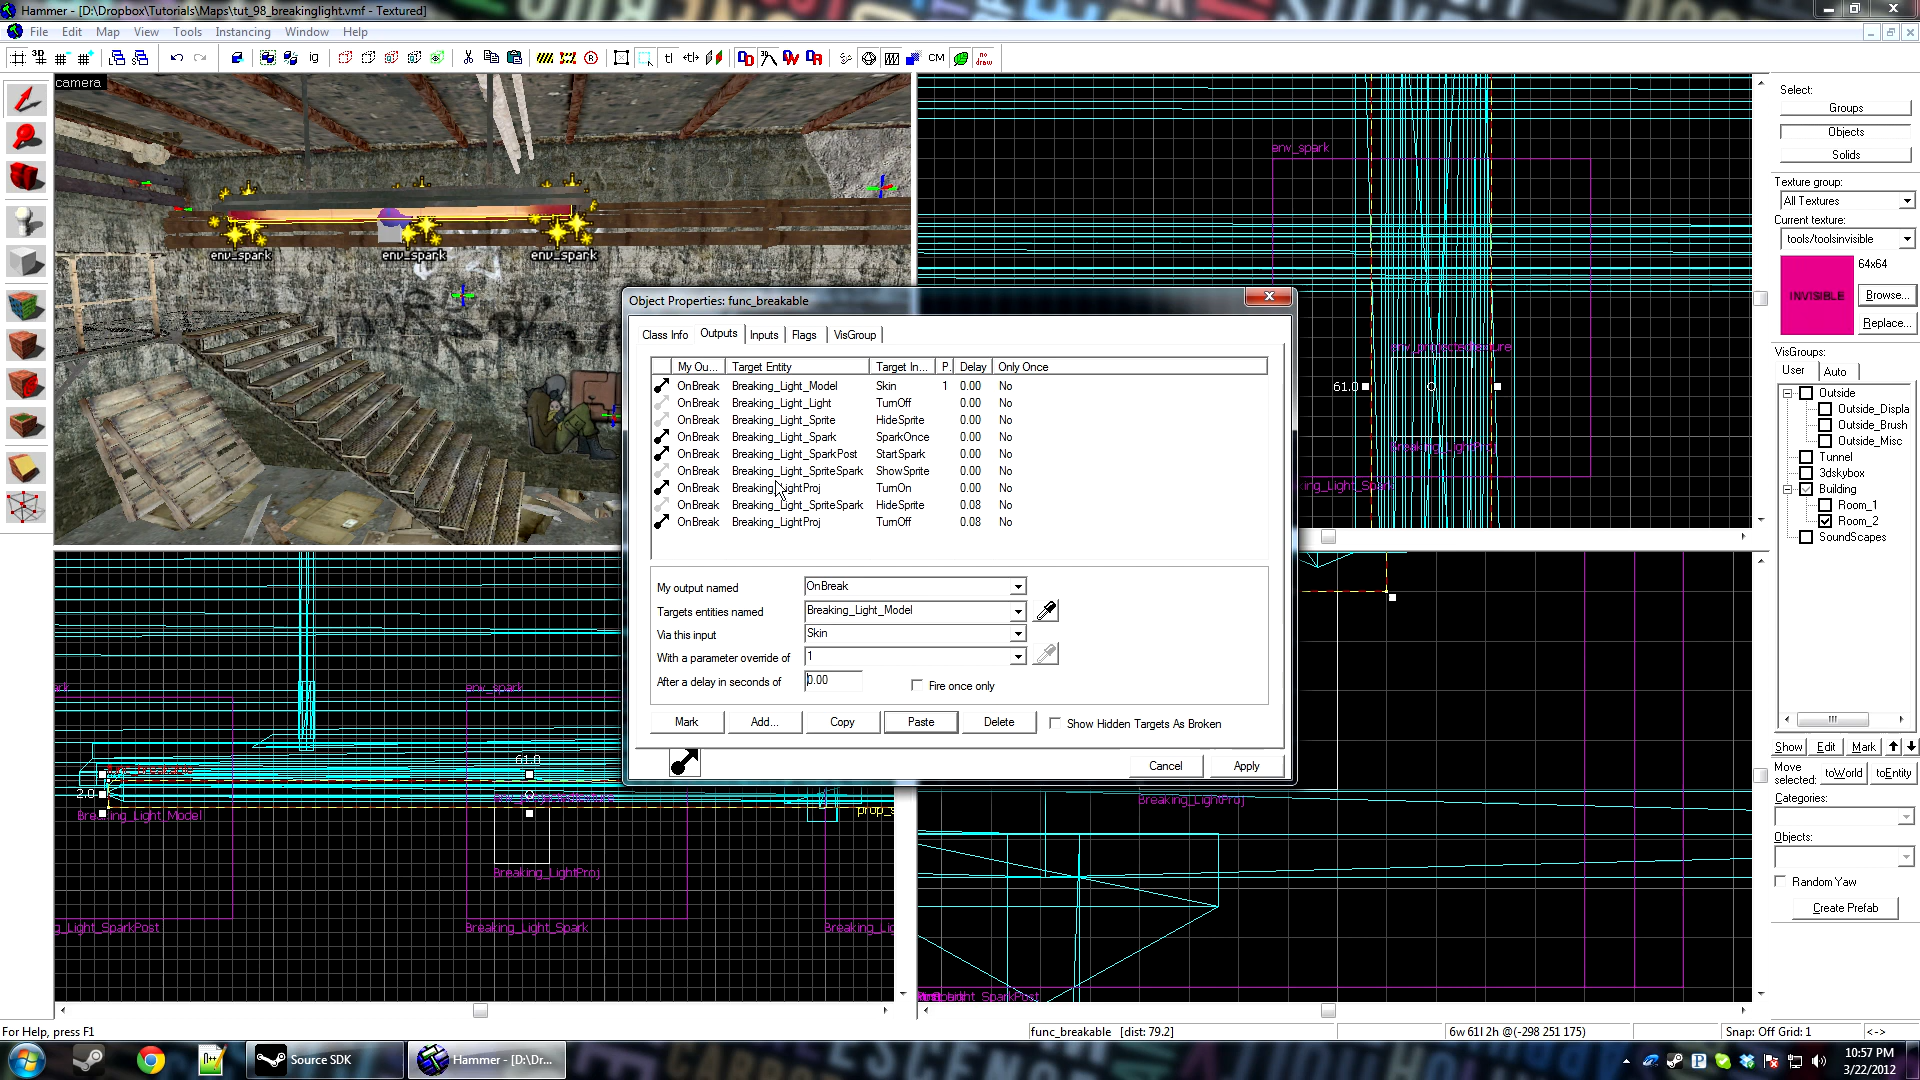 Hammer - [D:\Dropbox\Tutorials\Maps\tut_98_breakinglight.vmf - Textured]
File Edit Map View Tools Instancing Window Help
camera
env_spark
env_spark
env_spark
env_spark
61.0
Object Properties: func_breakable
Class Info Outputs Inputs Flags VisGroup
My Ou... Target Entity Target In... P. Delay Only Once
OnBreak Breaking_Light_Model Skin 1 0.00 No
OnBreak Breaking_Light_Light TurnOff 0.00 No
OnBreak Breaking_Light_Sprite HideSprite 0.00 No
OnBreak Breaking_Light_Spark SparkOnce 0.00 No
OnBreak Breaking_Light_SparkPost StartSpark 0.00 No
OnBreak Breaking_Light_SpriteSpark ShowSprite 0.00 No
OnBreak Breaking_LightProj TurnOn 0.00 No
OnBreak Breaking_Light_SpriteSpark HideSprite 0.08 No
OnBreak Breaking_LightProj TurnOff 0.08 No
My output named OnBreak
Targets entities named Breaking_Light_Model
Via this input Skin
With a parameter override of 1
After a delay in seconds of 0.00
Fire once only
Mark Add... Copy Paste Delete
Show Hidden Targets As Broken
Cancel Apply
Select:
Groups
Objects
Solids
Texture group:
All Textures
Current texture:
tools/toolsinvisible
64x64
INVISIBLE
Browse...
Replace...
VisGroups:
User Auto
Outside
Outside_Displa
Outside_Brush
Outside_Misc
Tunnel
3dskybox
Building
Room_1
Room_2
SoundScapes
Show Edit Mark
Move selected:
toWorld toEntity
Categories:
Objects:
Random Yaw
Create Prefab
env_spark
61.0
2.0
Breaking_Light_Model
Breaking_LightProj
g_Light_SparkPost
Breaking_Light_Spark
Breaking_Lig
prop_s
Breaking_LightProj
For Help, press F1
func_breakable [dist: 79.2]
6w 61l 2h @(-298 251 175)
Snap: Off Grid: 1
<->
Source SDK
Hammer - [D:\Dr...
10:57 PM
3/22/2012